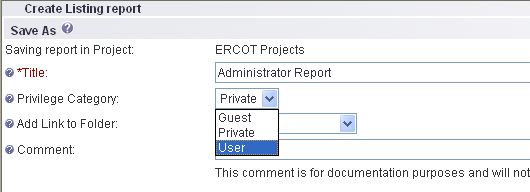 Create Listing report
Save As
Saving report in Project: ERCOT Projects
*Title: Administrator Report
Privilege Category: Private
Guest
Private
User
Add Link to Folder:
Comment:
This comment is for documentation purposes and will not